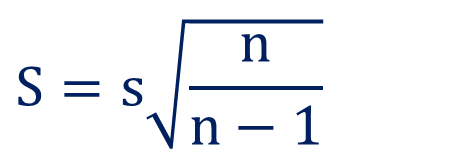 S = s√(n/(n − 1))